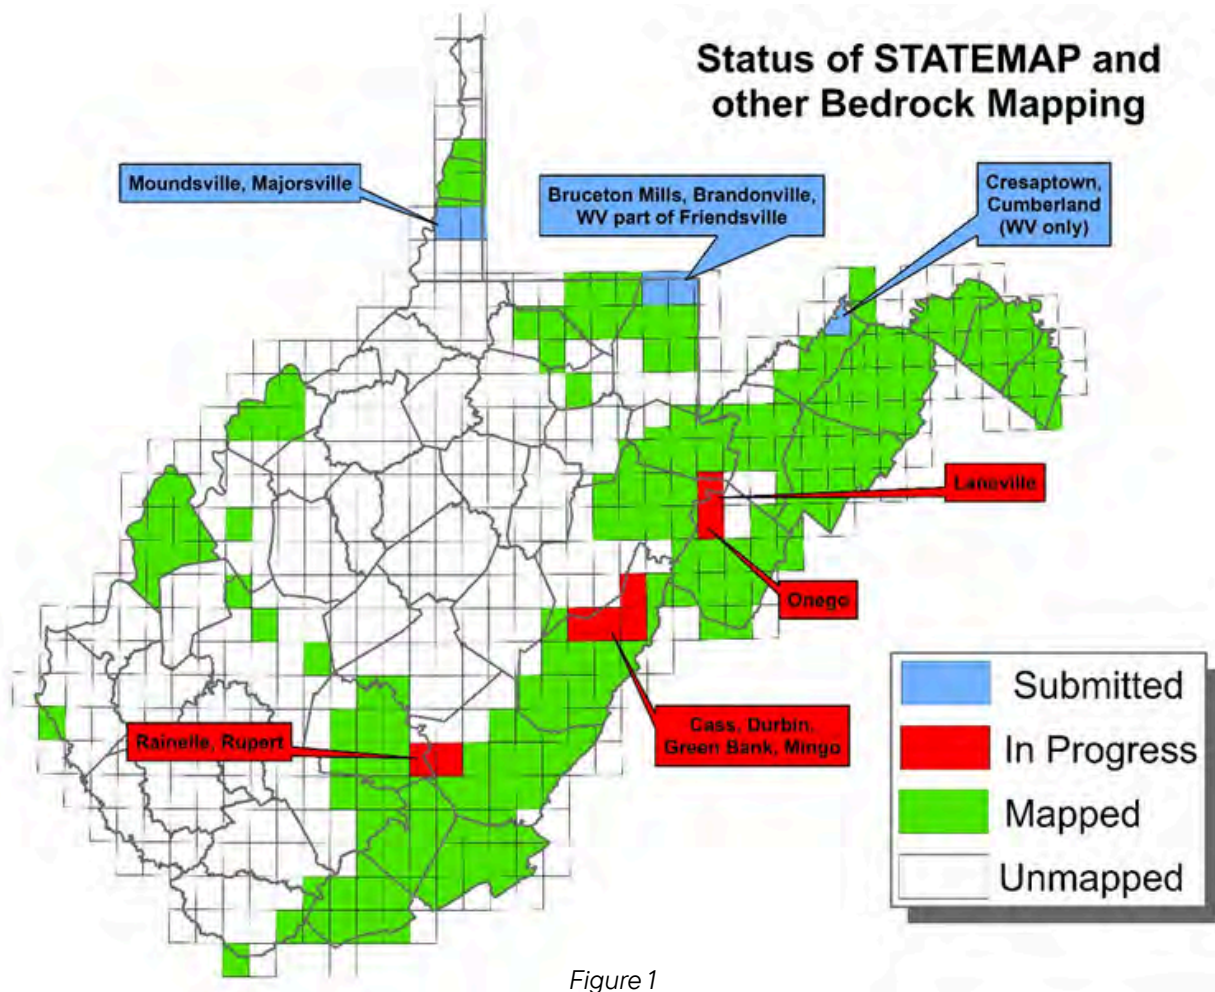 Status of STATEMAP and
other Bedrock Mapping
Moundsville, Majorsville
Bruceton Mills, Brandonville,
WV part of Friendsville
Cresaptown,
Cumberland
(WV only)
Laneville
Onego
Cass, Durbin,
Green Bank, Mingo
Rainelle, Rupert
Submitted
In Progress
Mapped
Unmapped
Figure 1